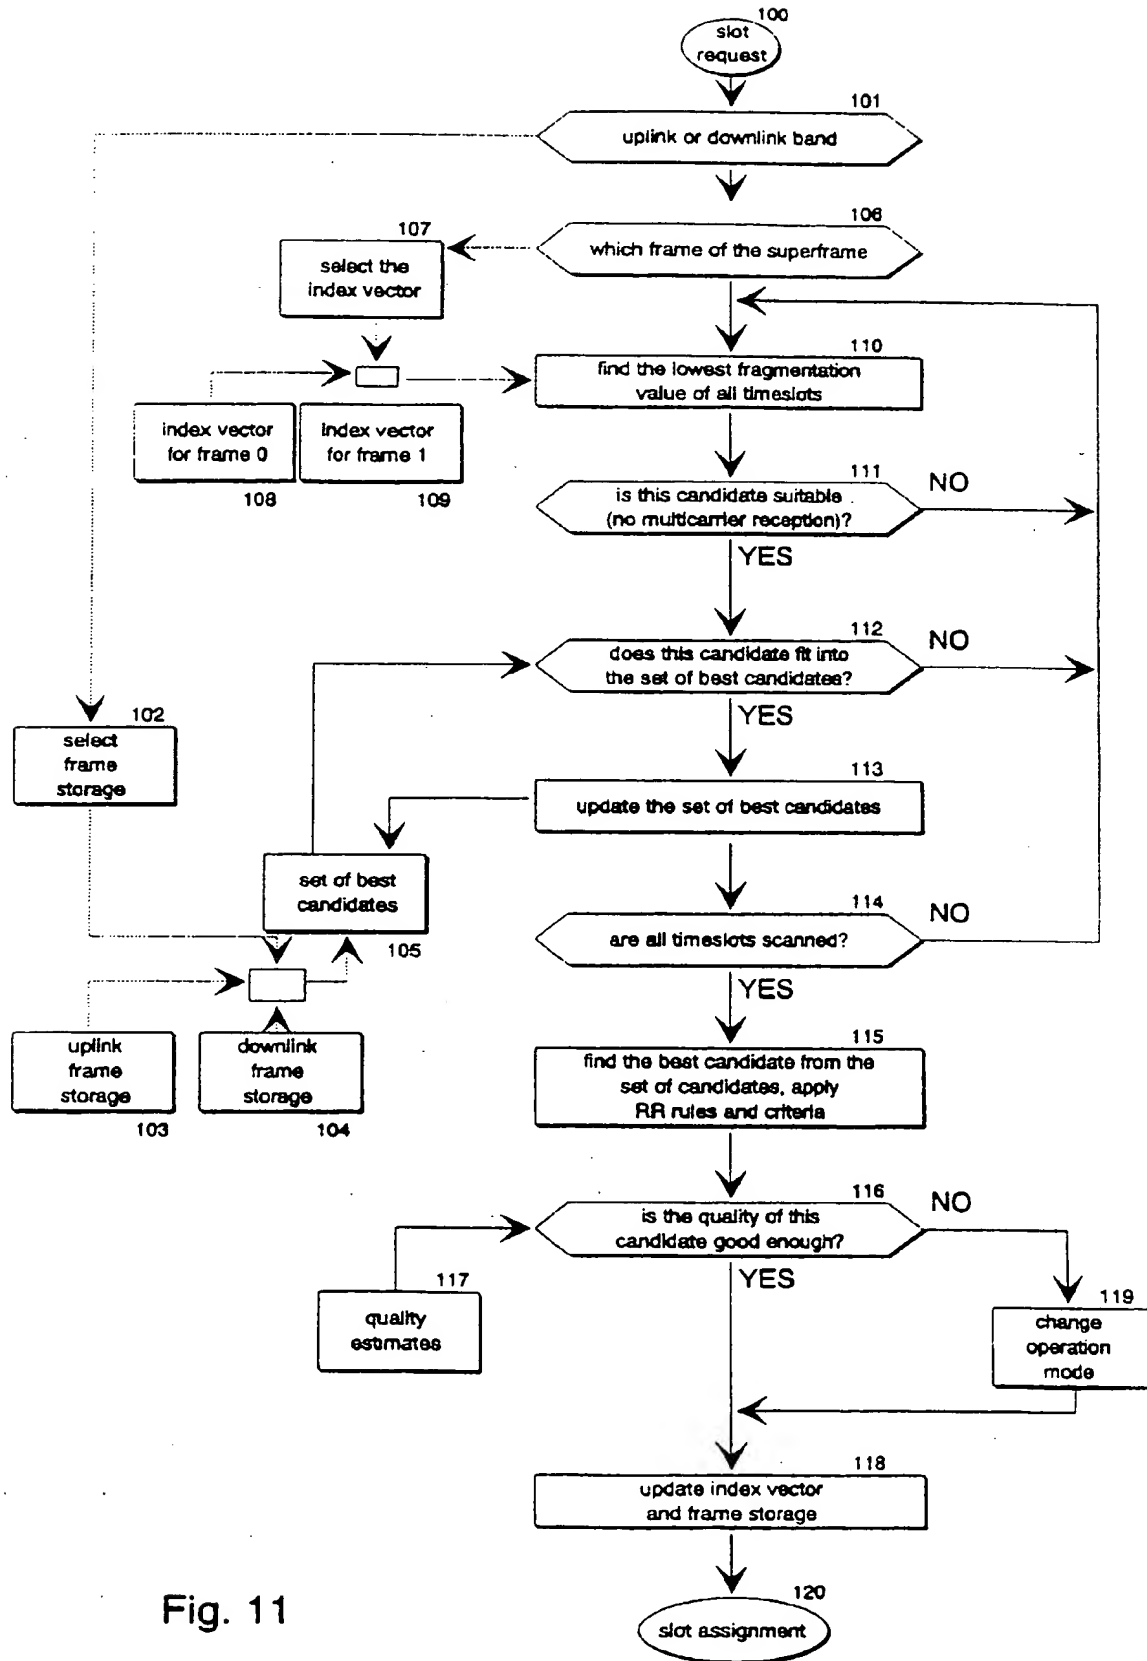 100
slot
request
101
uplink or downlink band
106
which frame of the superframe
107
select the
index vector
110
find the lowest fragmentation
value of all timeslots
index vector
for frame 0
108
index vector
for frame 1
109
111
is this candidate suitable
(no multicarrier reception)?
NO
YES
112
does this candidate fit into
the set of best candidates?
NO
YES
102
select
frame
storage
113
update the set of best candidates
set of best
candidates
105
114
are all timeslots scanned?
NO
YES
uplink
frame
storage
103
downlink
frame
storage
104
115
find the best candidate from the
set of candidates, apply
RR rules and criteria
116
is the quality of this
candidate good enough?
NO
YES
117
quality
estimates
119
change
operation
mode
118
update index vector
and frame storage
120
slot assignment
Fig. 11